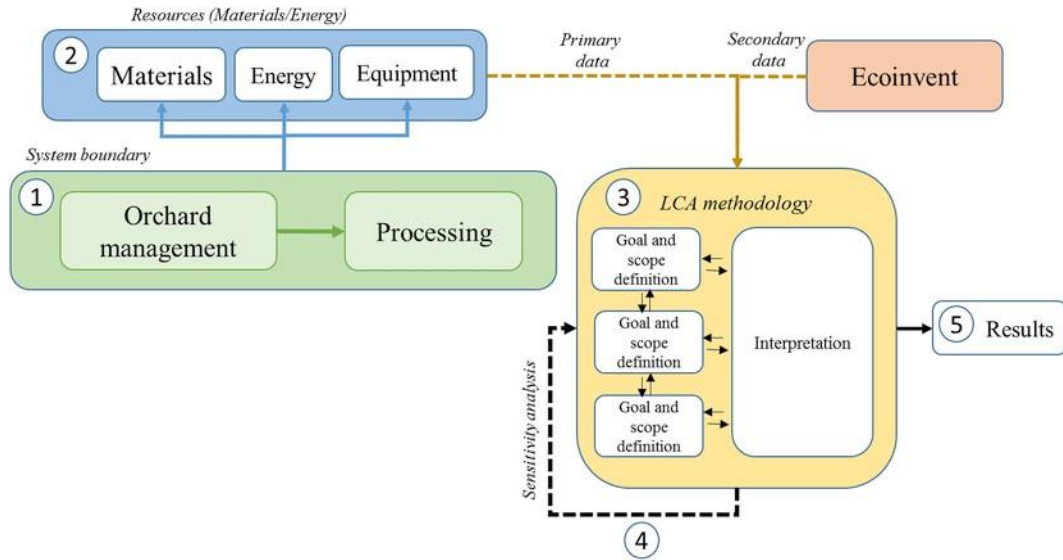 Resources (Materials/Energy)
2
Materials
Energy
Equipment
Primary
data
Secondary
data
Ecoinvent
System boundary
1
Orchard
management
Processing
3
LCA methodology
Goal and
scope
definition
Goal and
scope
definition
Goal and
scope
definition
Interpretation
Sensitivity analysis
4
5
Results